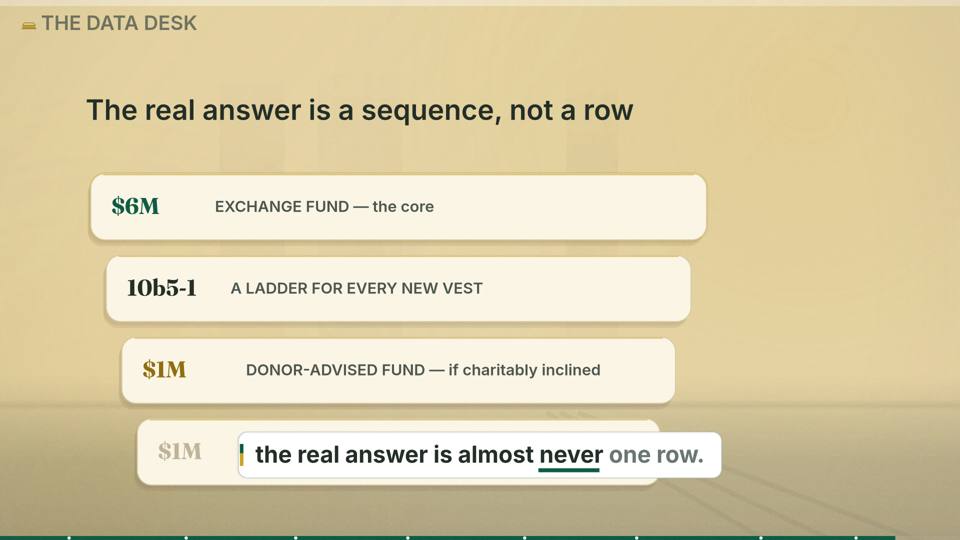 THE DATA DESK
The real answer is a sequence, not a row
$6M EXCHANGE FUND — the core
10b5-1 A LADDER FOR EVERY NEW VEST
$1M DONOR-ADVISED FUND — if charitably inclined
$1M
the real answer is almost never one row.